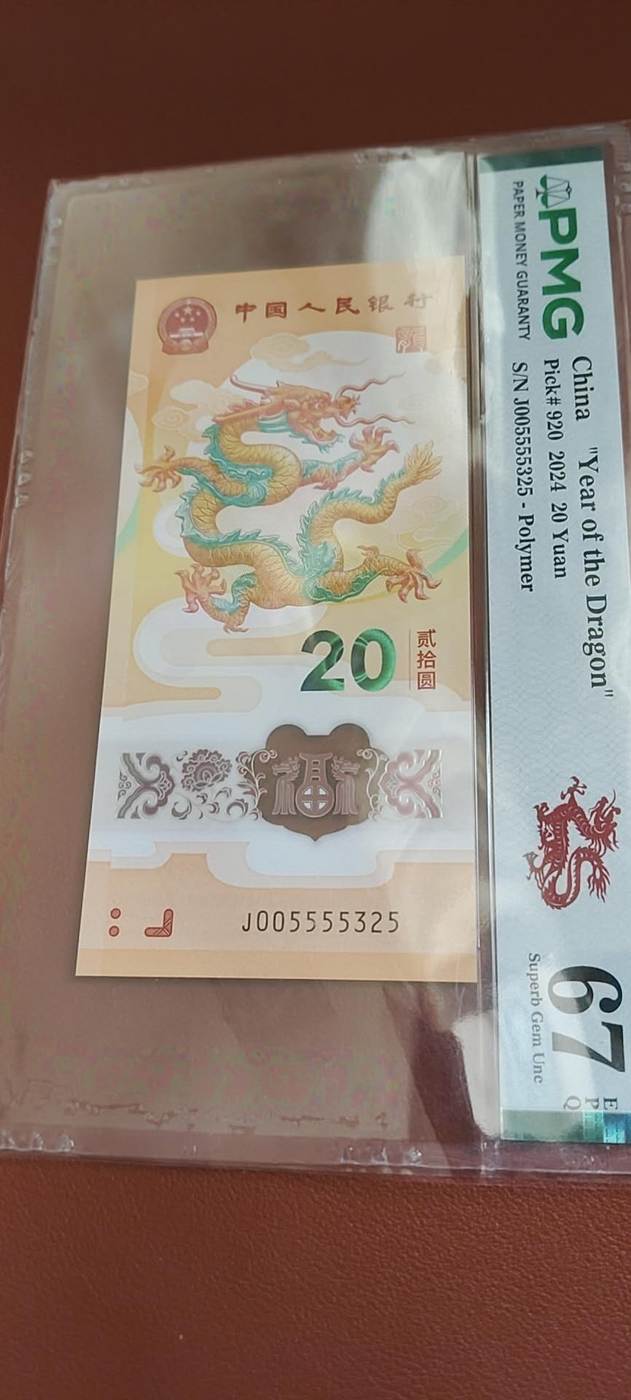 中国人民银行
20
贰拾圆
J005555325
PMG
PAPER MONEY GUARANTY
China "Year of the Dragon"
Pick# 920 2024 20 Yuan
S/N J005555325 - Polymer
67
EPQ
Superb Gem Unc